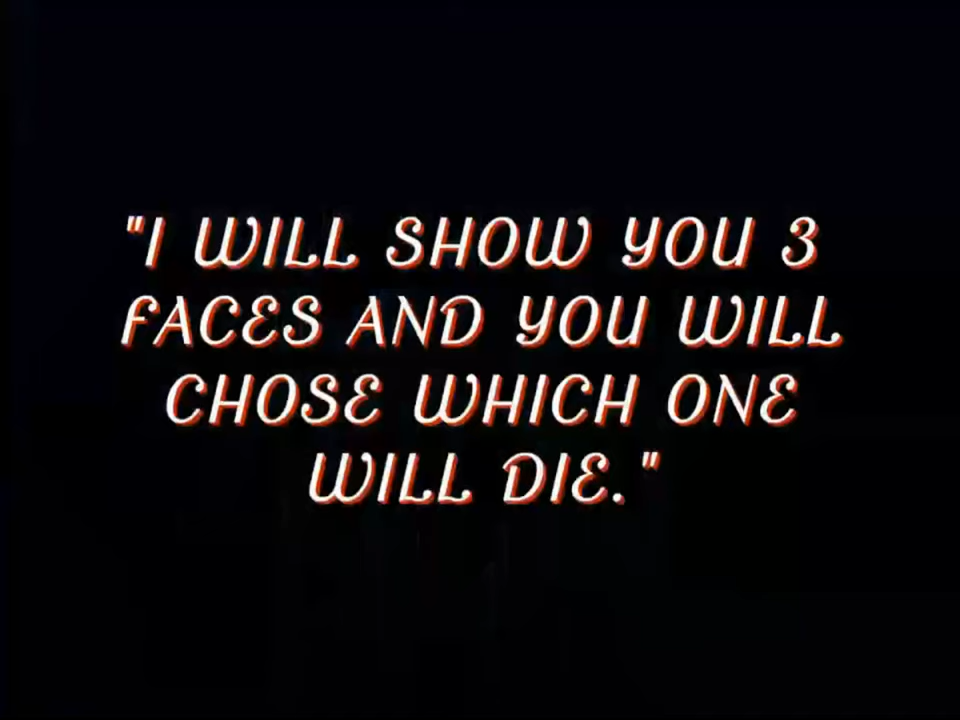 "I WILL SHOW YOU 3
FACES AND YOU WILL
CHOSE WHICH ONE
WILL DIE."